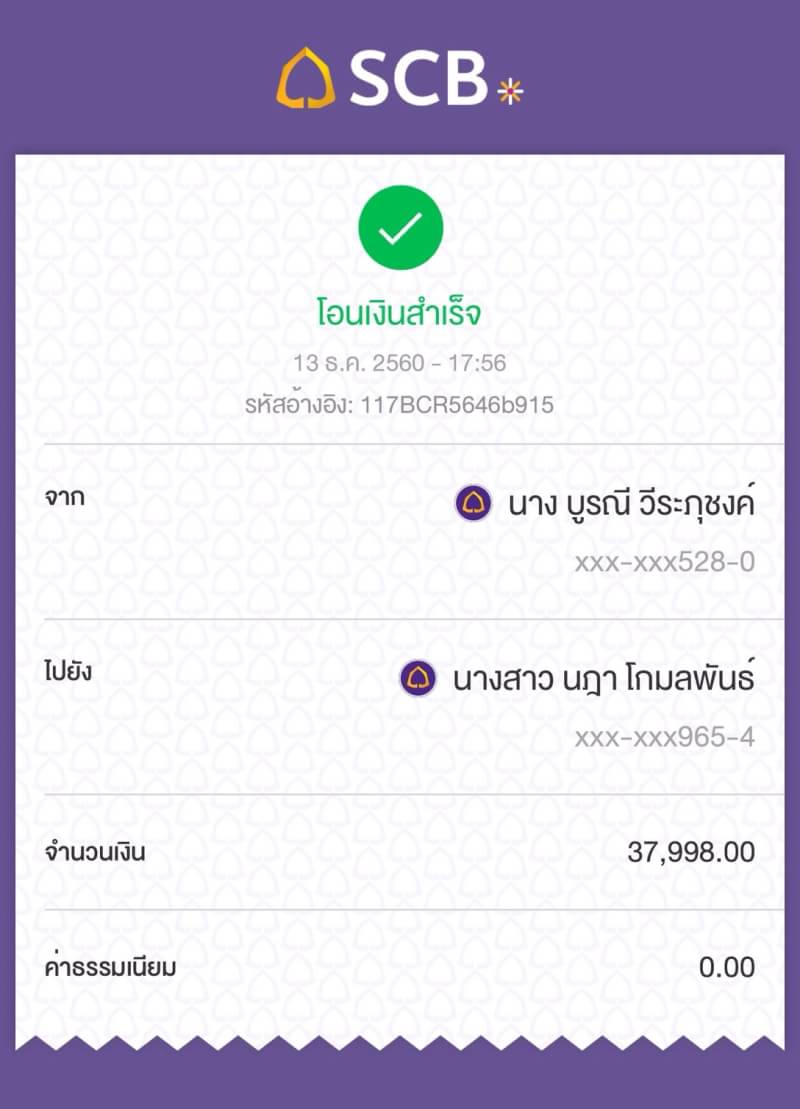 SCB
โอนเงินสำเร็จ
13 ธ.ค. 2560 - 17:56
รหัสอ้างอิง: 117BCR5646b915
จาก
นาง บูรณี วีระภุชงค์
xxx-xxx528-0
ไปยัง
นางสาว นฎา โกมลพันธ์
xxx-xxx965-4
จำนวนเงิน
37,998.00
ค่าธรรมเนียม
0.00